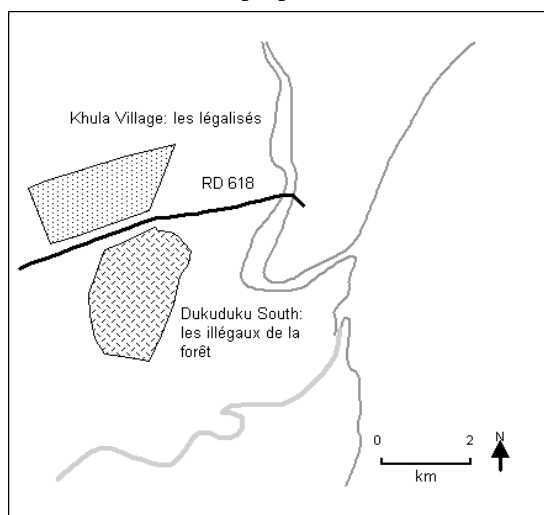 Khula Village: les légalisés
RD 618
Dukuduku South:
les illégaux de la
forêt
0 2
N
km